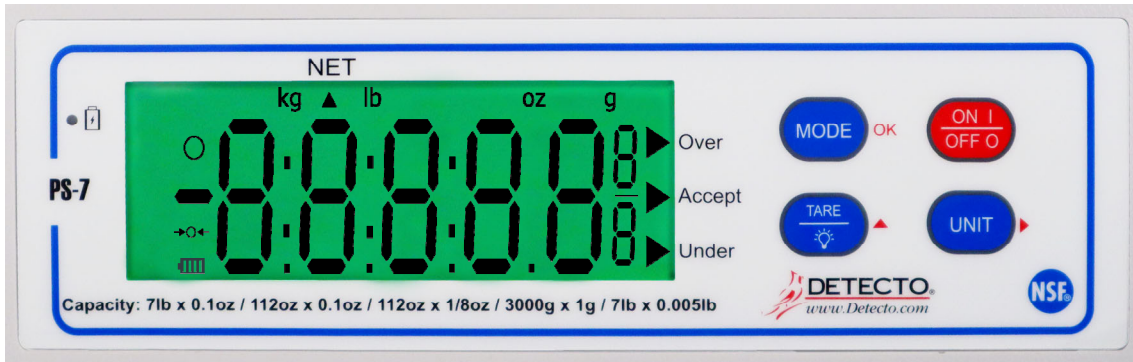 NET
kg ▲ lb oz g
Over
Accept
Under
→0←
PS-7
MODE OK
ON I
OFF O
TARE
UNIT
Capacity: 7lb x 0.1oz / 112oz x 0.1oz / 112oz x 1/8oz / 3000g x 1g / 7lb x 0.005lb
DETECTO®
www.Detecto.com
NSF®